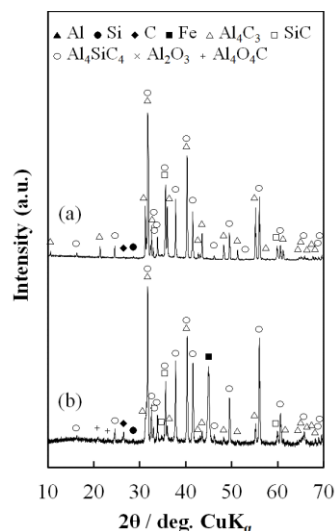 ▲ Al ● Si ◆ C ■ Fe △ Al₄C₃ □ SiC
○ Al₄SiC₄ × Al₂O₃ + Al₄O₄C
Intensity (a.u.)
(a)
(b)
10 20 30 40 50 60 70
2θ / deg. CuKα